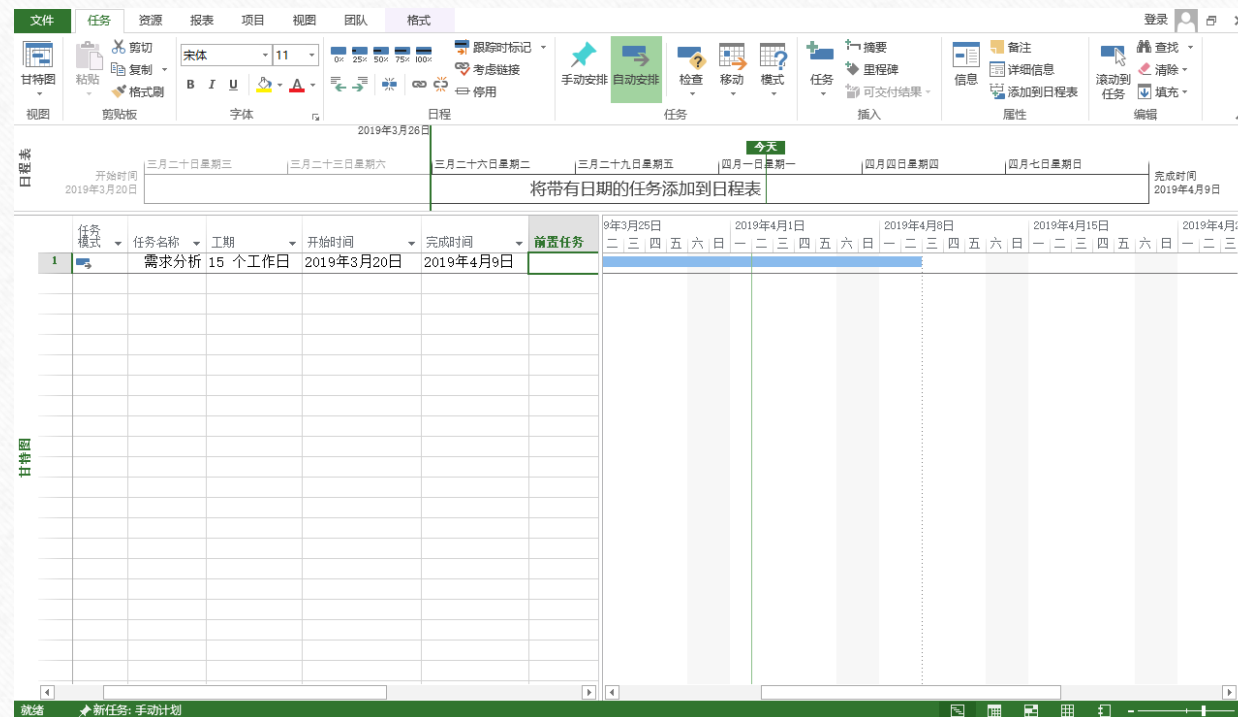 文件 任务 资源 报表 项目 视图 团队 格式 登录
甘特图 粘贴 剪切 宋体 11 0× 25× 50× 75× 100× 跟踪时标记 手动安排 自动安排 检查 移动 模式 任务 摘要 信息 备注 滚动到任务 查找
复制 考虑链接 里程碑 详细信息 清除
格式刷 B I U A 停用 可交付结果 添加到日程表 填充
视图 剪贴板 字体 日程 任务 插入 属性 编辑
日程表
2019年3月26日
今天
三月二十日星期三 三月二十三日星期六 三月二十六日星期二 三月二十九日星期五 四月一日星期一 四月四日星期四 四月七日星期日
开始时间
2019年3月20日
将带有日期的任务添加到日程表
完成时间
2019年4月9日
任务模式 任务名称 工期 开始时间 完成时间 前置任务
9年3月25日 2019年4月1日 2019年4月8日 2019年4月15日 2019年4月
二 三 四 五 六 日 一 二 三 四 五 六 日 一 二 三 四 五 六 日 一 二 三 四 五 六 日 一 二 三
1 需求分析 15 个工作日 2019年3月20日 2019年4月9日
甘特图
就绪 新任务: 手动计划